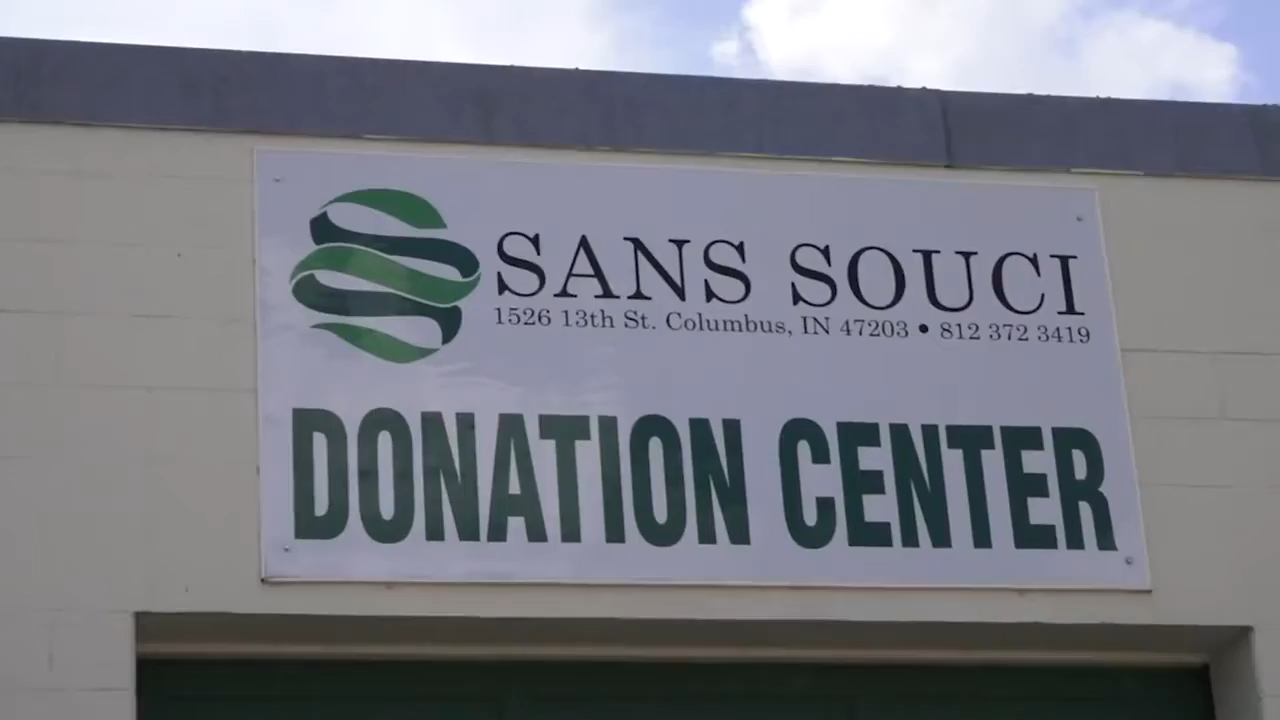 SANS SOUCI
1526 13th St. Columbus, IN 47203 • 812 372 3419
DONATION CENTER